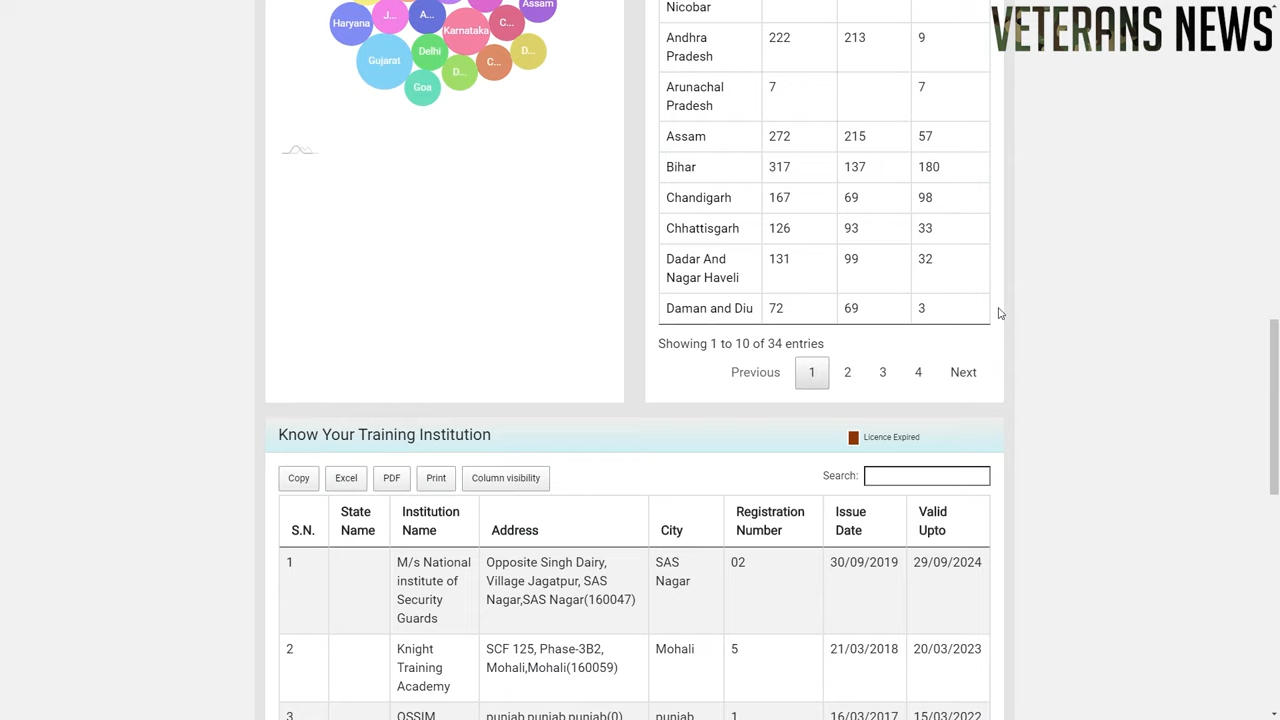 VETERANS NEWS
Assam
Haryana
J...
A...
Karnataka
C...
Gujarat
Delhi
D...
C...
D...
Goa
Nicobar
Andhra
Pradesh
222
213
9
Arunachal
Pradesh
7
7
Assam
272
215
57
Bihar
317
137
180
Chandigarh
167
69
98
Chhattisgarh
126
93
33
Dadar And
Nagar Haveli
131
99
32
Daman and Diu
72
69
3
Showing 1 to 10 of 34 entries
Previous
1
2
3
4
Next
Know Your Training Institution
Licence Expired
Copy
Excel
PDF
Print
Column visibility
Search:
S.N.
State
Name
Institution
Name
Address
City
Registration
Number
Issue
Date
Valid
Upto
1
M/s National
institute of
Security
Guards
Opposite Singh Dairy,
Village Jagatpur, SAS
Nagar,SAS Nagar(160047)
SAS
Nagar
02
30/09/2019
29/09/2024
2
Knight
Training
Academy
SCF 125, Phase-3B2,
Mohali,Mohali(160059)
Mohali
5
21/03/2018
20/03/2023
3
OSSIM
punjab,punjab,punjab(0)
punjab
1
16/03/2017
15/03/2022